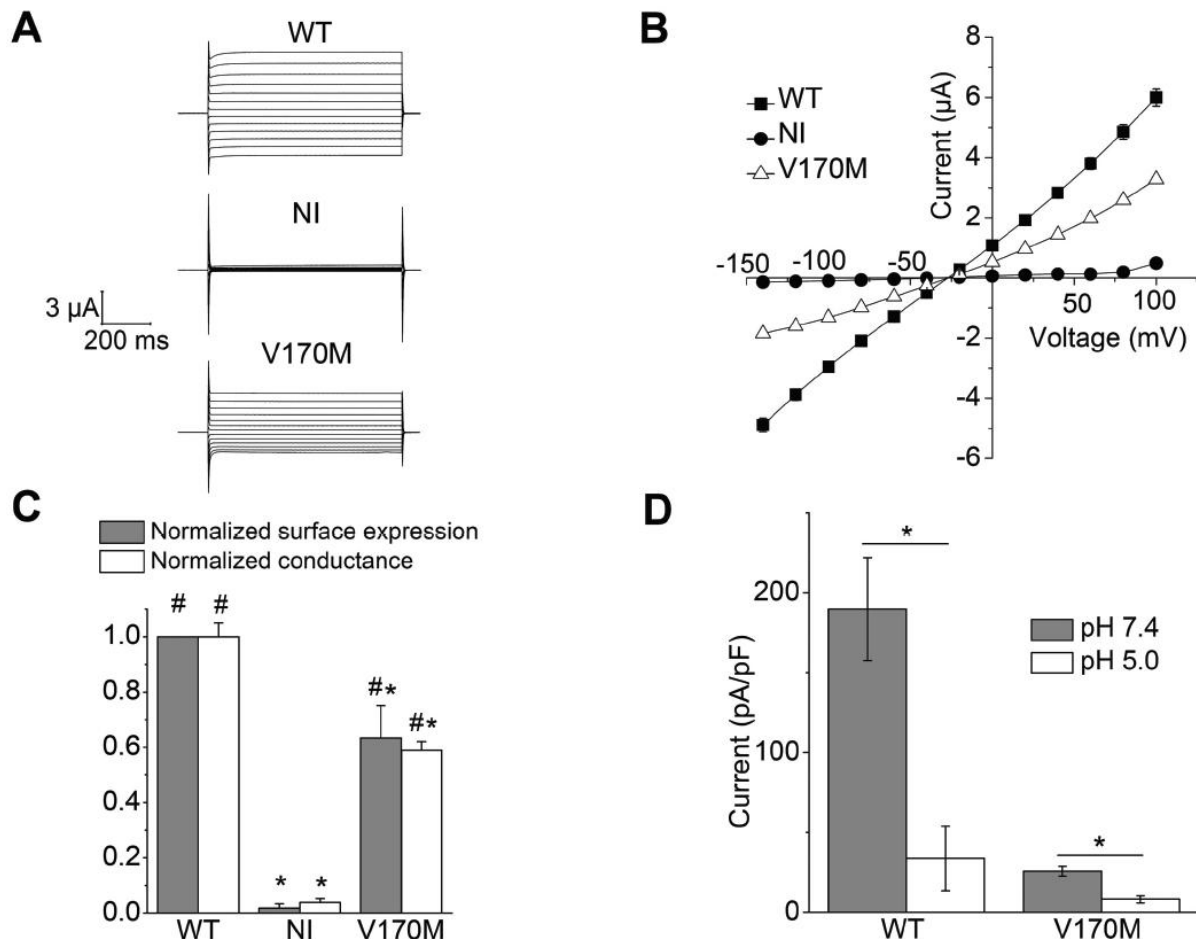 A
WT
NI
3 µA
200 ms
V170M
B
WT
NI
V170M
Current (µA)
8
6
4
2
-2
-4
-6
-150
-100
-50
50
100
Voltage (mV)
C
Normalized surface expression
Normalized conductance
# #
#*
#*
* *
1.0
0.8
0.6
0.4
0.2
0.0
WT NI V170M
D
*
*
pH 7.4
pH 5.0
Current (pA/pF)
200
100
0
WT V170M